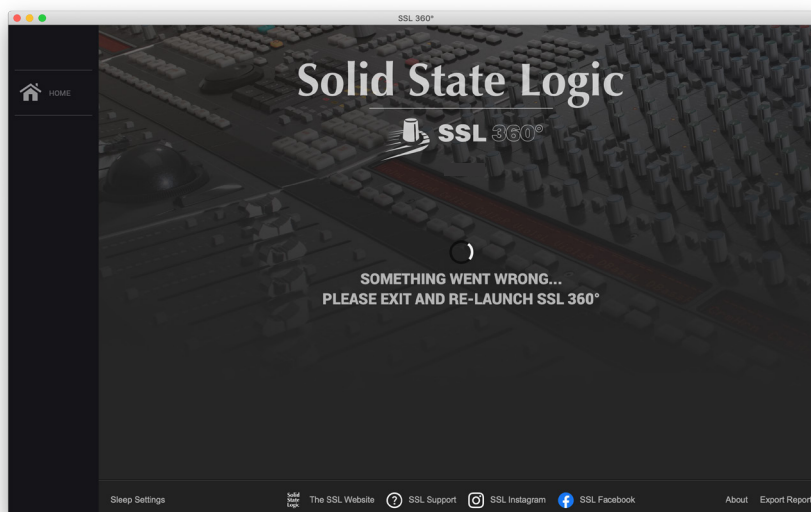 SSL 360°
HOME
Solid State Logic
SSL 360°
SOMETHING WENT WRONG...
PLEASE EXIT AND RE-LAUNCH SSL 360°
Sleep Settings
Solid
State
Logic
The SSL Website
?
SSL Support
SSL Instagram
f
SSL Facebook
About
Export Report